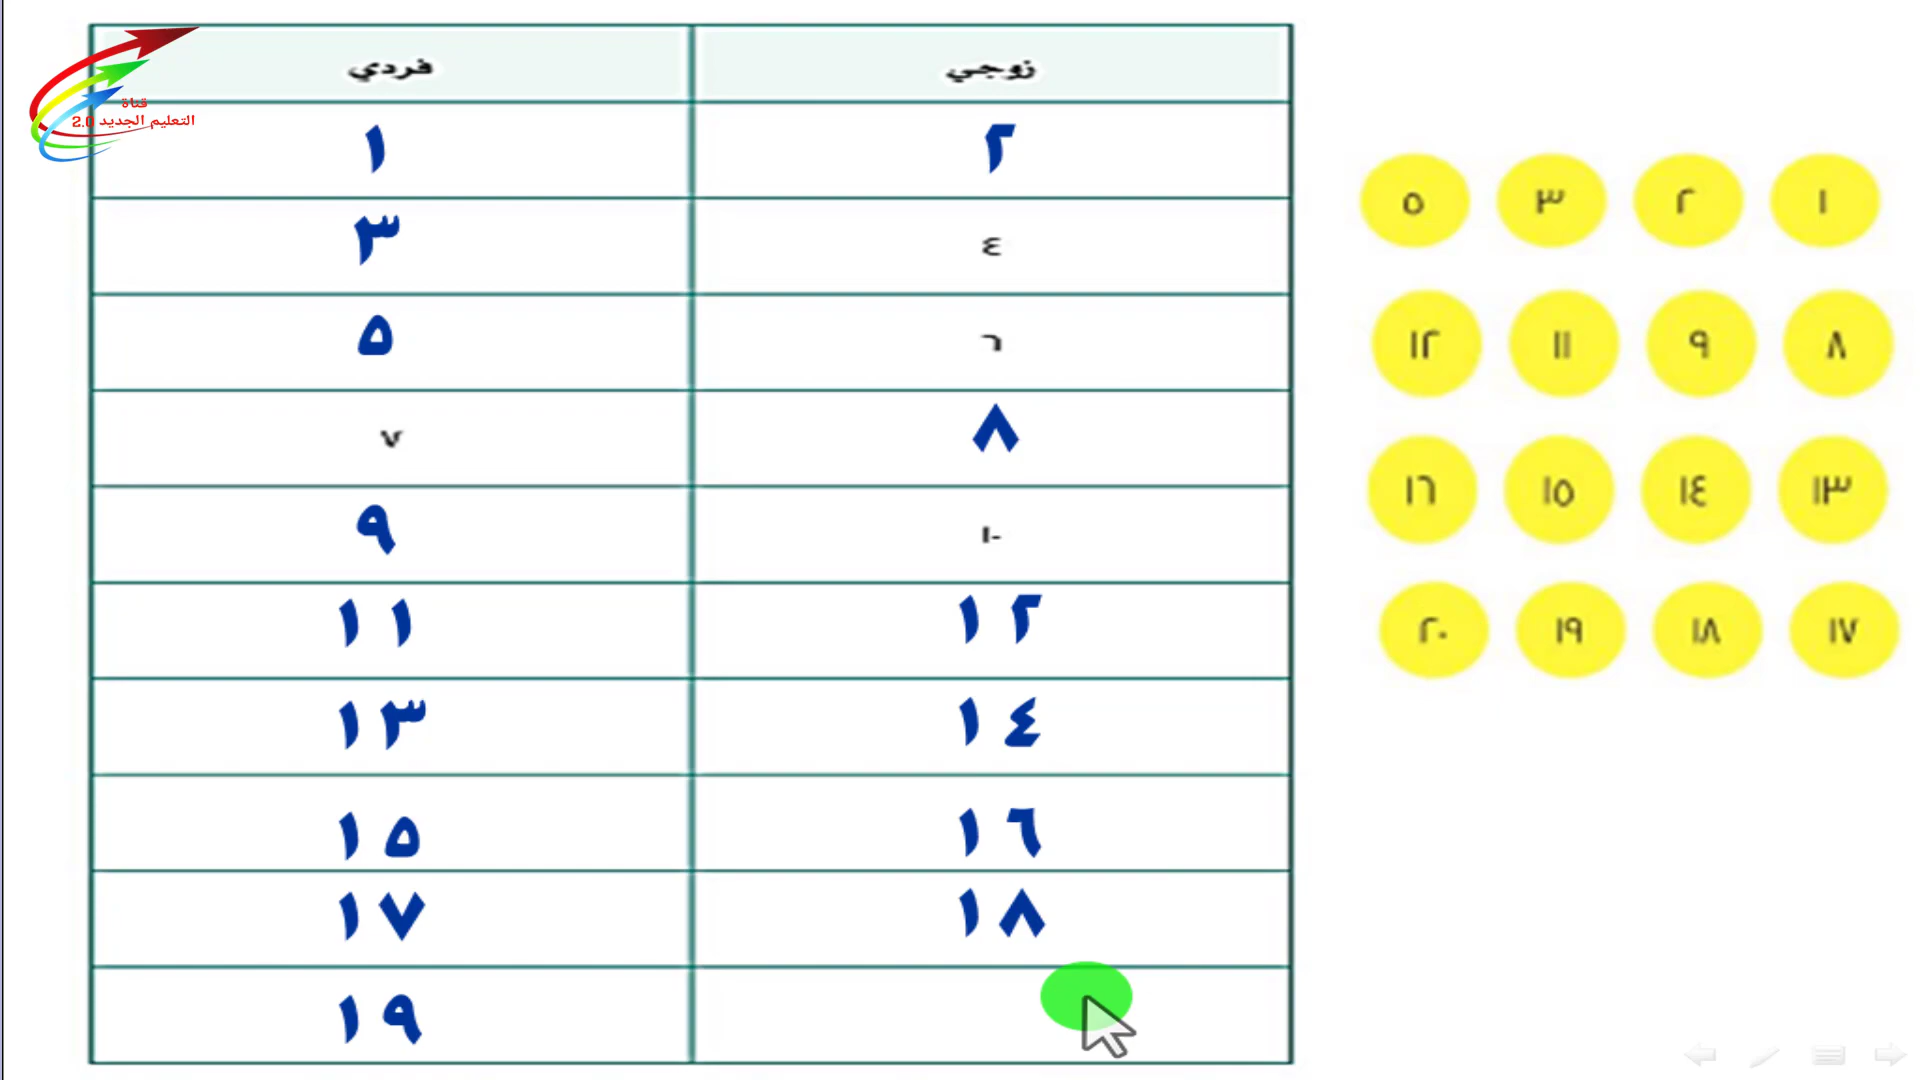 قناة
التعليم الجديد 2.0
زوجي فردي
٢ ١
٤ ٣
٦ ٥
٨ ٧
١٠ ٩
١٢ ١١
١٤ ١٣
١٦ ١٥
١٨ ١٧
١٩
١ ٢ ٣ ٥
٨ ٩ ١١ ١٢
١٣ ١٤ ١٥ ١٦
١٧ ١٨ ١٩ ٢٠